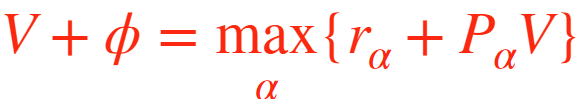 V + ϕ = max{r_α + P_α V}
α